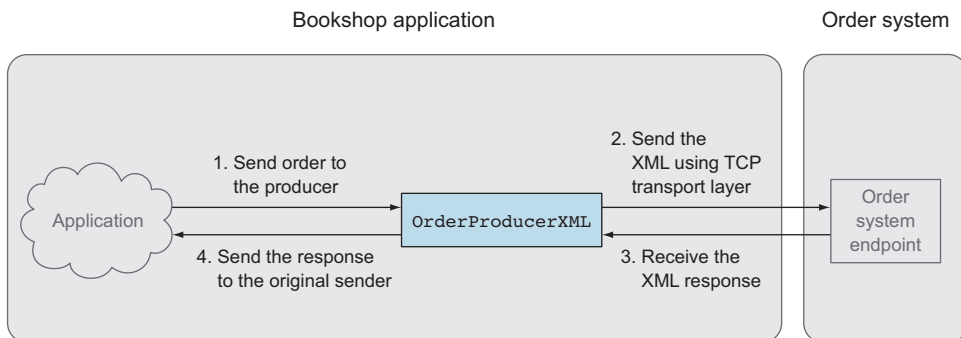 Bookshop application
Order system
1. Send order to
the producer
2. Send the
XML using TCP
transport layer
Application
OrderProducerXML
Order
system
endpoint
4. Send the response
to the original sender
3. Receive the
XML response